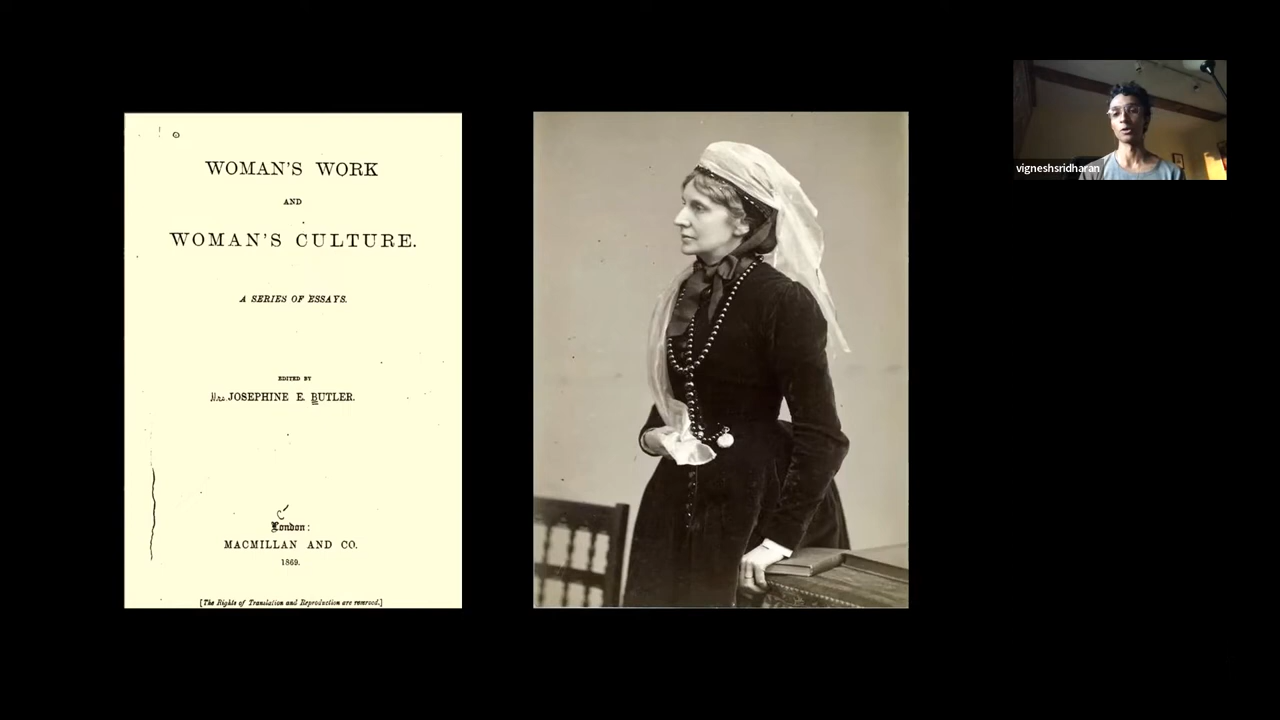 WOMAN'S WORK
AND
WOMAN'S CULTURE.
A SERIES OF ESSAYS.
EDITED BY
Mrs. JOSEPHINE E. BUTLER.
London:
MACMILLAN AND CO.
1869.
[The Rights of Translation and Reproduction are reserved.]
vigneshsridharan